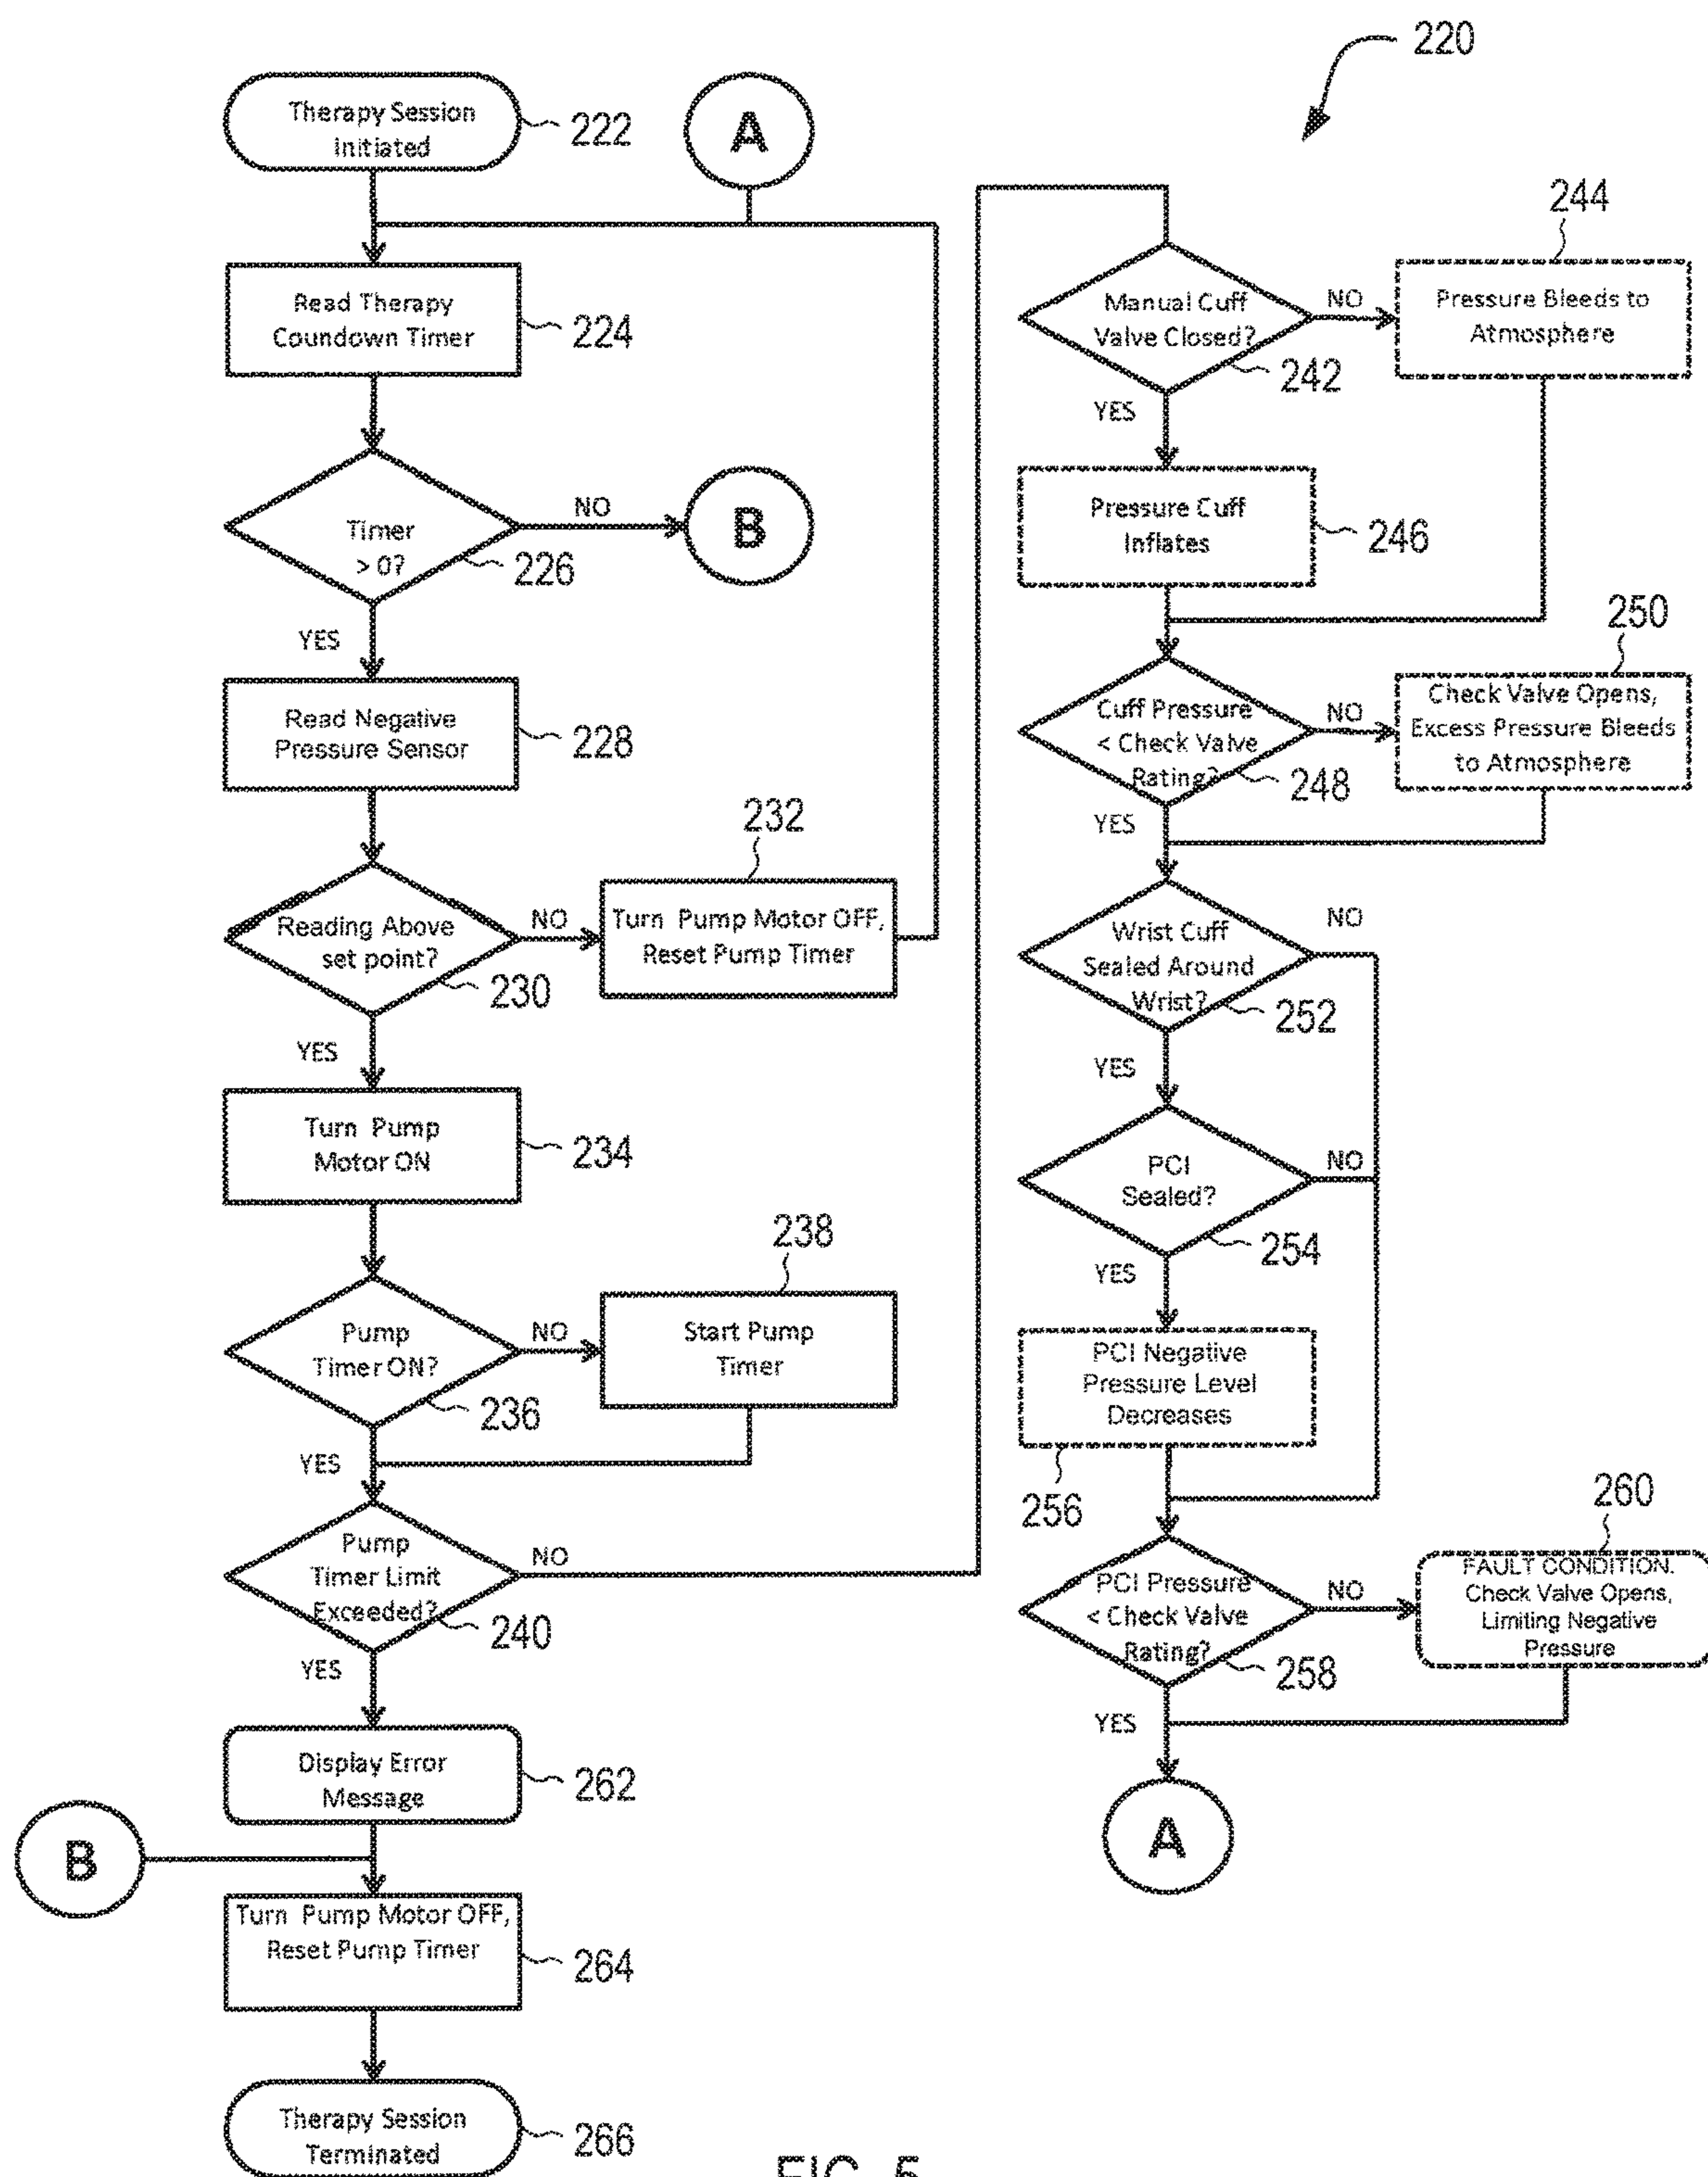 220
Therapy Session
Initiated
222
A
Read Therapy
Coundown Timer
224
Timer
> 0?
226
NO
B
YES
Read Negative
Pressure Sensor
228
Reading Above
set point?
230
NO
232
Turn Pump Motor OFF,
Reset Pump Timer
YES
Turn Pump
Motor ON
234
Pump
Timer ON?
236
NO
238
Start Pump
Timer
YES
Pump
Timer Limit
Exceeded?
240
NO
YES
Display Error
Message
262
B
Turn Pump Motor OFF,
Reset Pump Timer
264
Therapy Session
Terminated
266
Manual Cuff
Valve Closed?
242
NO
244
Pressure Bleeds to
Atmosphere
YES
Pressure Cuff
Inflates
246
Cuff Pressure
< Check Valve
Rating?
248
NO
250
Check Valve Opens,
Excess Pressure Bleeds
to Atmosphere
YES
Wrist Cuff
Sealed Around
Wrist?
252
NO
YES
PCI
Sealed?
254
NO
YES
PCI Negative
Pressure Level
Decreases
256
PCI Pressure
< Check Valve
Rating?
258
NO
260
FAULT CONDITION.
Check Valve Opens,
Limiting Negative
Pressure
YES
A
FIG. 5